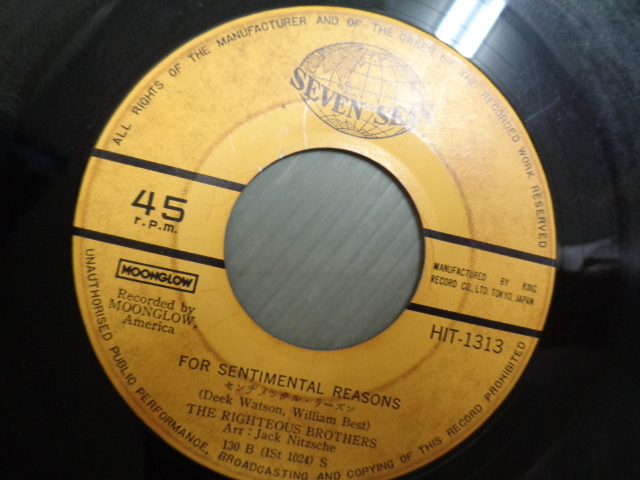 ALL RIGHTS OF THE MANUFACTURER AND OF THE OWNER OF THE RECORDED WORK RESERVED
SEVEN SEAS
45
r.p.m.
MOONGLOW
Recorded by
MOONGLOW,
America
MANUFACTURED BY KING
RECORD CO., LTD. TOKYO, JAPAN
HIT-1313
FOR SENTIMENTAL REASONS
センチメンタル・リーズン
(Deek Watson, William Best)
THE RIGHTEOUS BROTHERS
Arr : Jack Nitzsche
130 B (ISt 1024) S
UNAUTHORISED PUBLIC PERFORMANCE, BROADCASTING AND COPYING OF THIS RECORD PROHIBITED